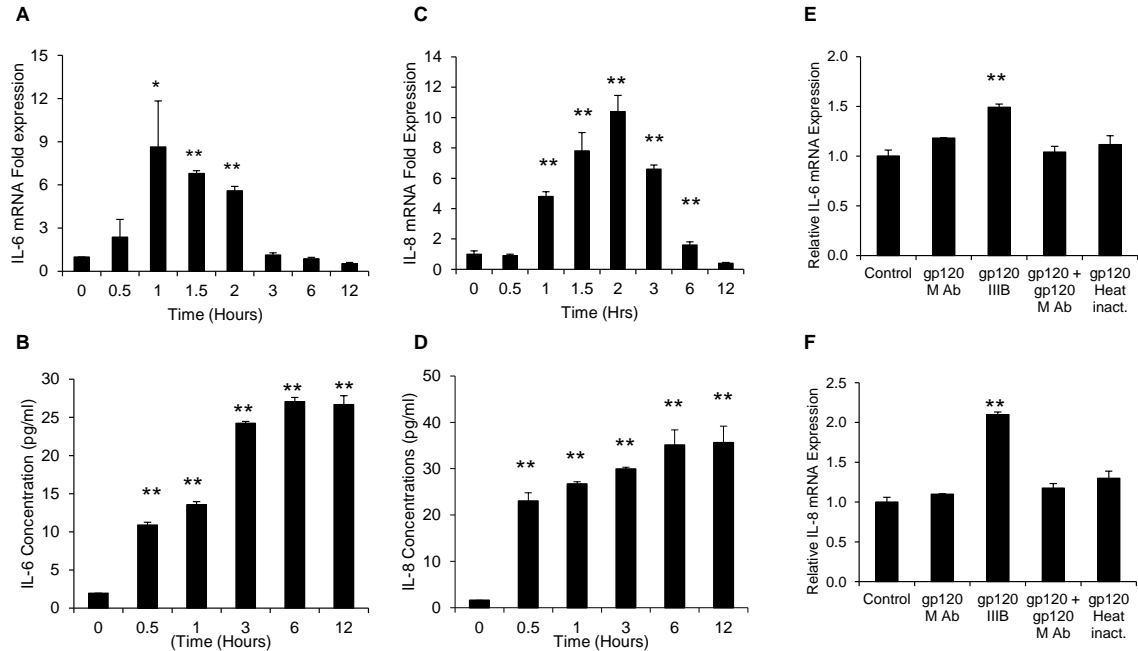 A
IL-6 mRNA Fold expression
15
12
9
6
3
0
*
**
**
0 0.5 1 1.5 2 3 6 12
Time (Hours)
B
IL-6 Concentration (pg/ml)
30
25
20
15
10
5
0
**
**
**
**
**
0 0.5 1 3 6 12
(Time (Hours)
C
IL-8 mRNA Fold Expression
14
12
10
8
6
4
2
0
**
**
**
**
**
0 0.5 1 1.5 2 3 6 12
Time (Hrs)
D
IL-8 Concentrations (pg/ml)
50
40
30
20
10
0
**
**
**
**
**
0 0.5 1 3 6 12
Time (Hours)
E
Relative IL-6 mRNA Expression
2.0
1.5
1.0
0.5
0.0
**
Control gp120 gp120 gp120 + gp120
M Ab IIIB gp120 Heat
M Ab inact.
F
Relative IL-8 mRNA Expression
2.5
2.0
1.5
1.0
0.5
0.0
**
Control gp120 gp120 gp120 + gp120
M Ab IIIB gp120 Heat
M Ab inact.